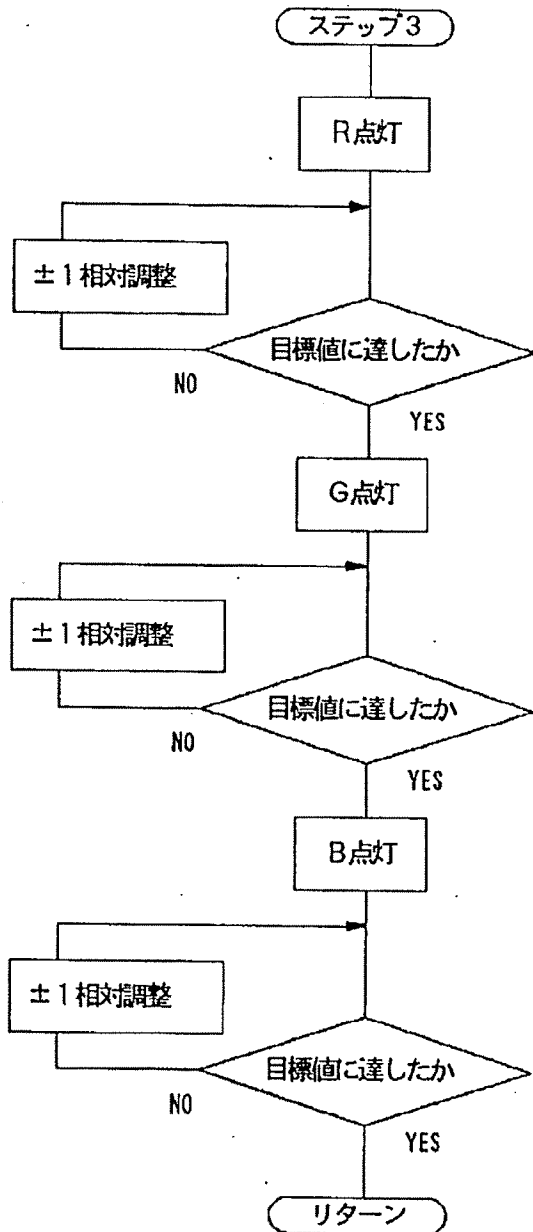 ステップ3
R点灯
±1相対調整
目標値に達したか
NO
YES
G点灯
±1相対調整
目標値に達したか
NO
YES
B点灯
±1相対調整
目標値に達したか
NO
YES
リターン